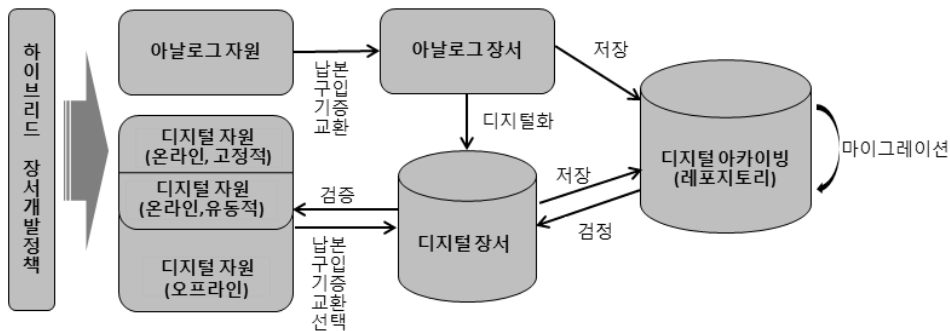 하이브리드 장서개발정책
아날로그 자원
납본
구입
기증
교환
아날로그 장서
저장
디지털화
디지털 자원
(온라인, 고정적)
디지털 자원
(온라인,유동적)
디지털 자원
(오프라인)
검증
납본
구입
기증
교환
선택
디지털 장서
저장
검정
디지털 아카이빙
(레포지토리)
마이그레이션